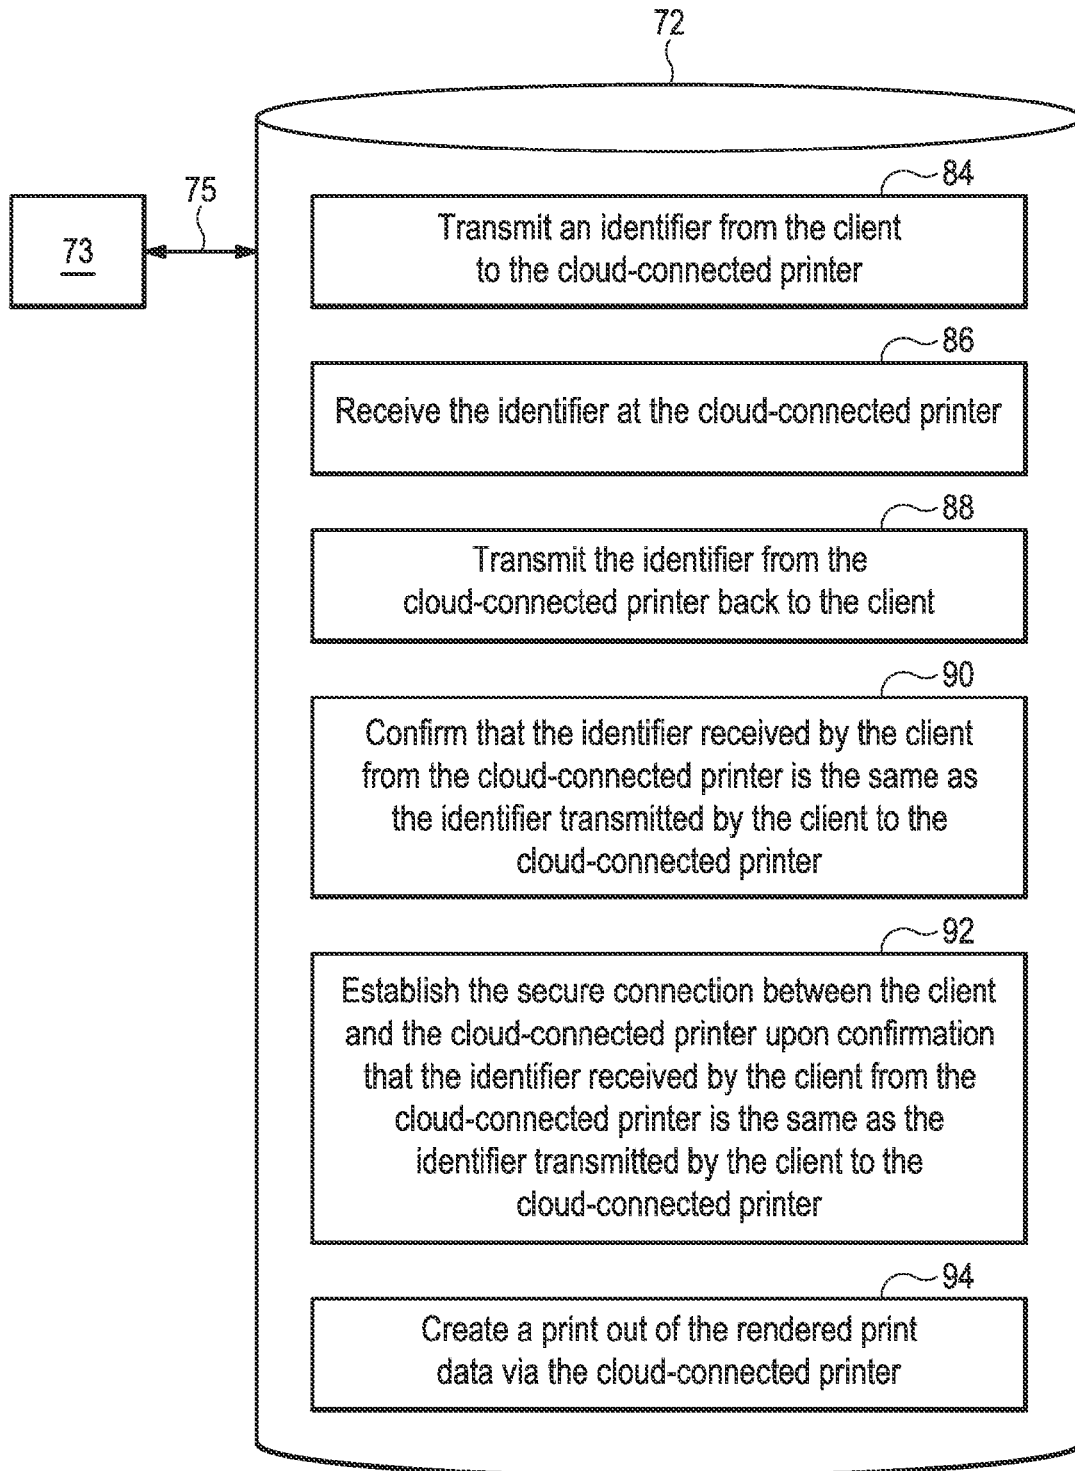 72
84
75
73
Transmit an identifier from the client
to the cloud-connected printer
86
Receive the identifier at the cloud-connected printer
88
Transmit the identifier from the
cloud-connected printer back to the client
90
Confirm that the identifier received by the client
from the cloud-connected printer is the same as
the identifier transmitted by the client to the
cloud-connected printer
92
Establish the secure connection between the client
and the cloud-connected printer upon confirmation
that the identifier received by the client from the
cloud-connected printer is the same as the
identifier transmitted by the client to the
cloud-connected printer
94
Create a print out of the rendered print
data via the cloud-connected printer